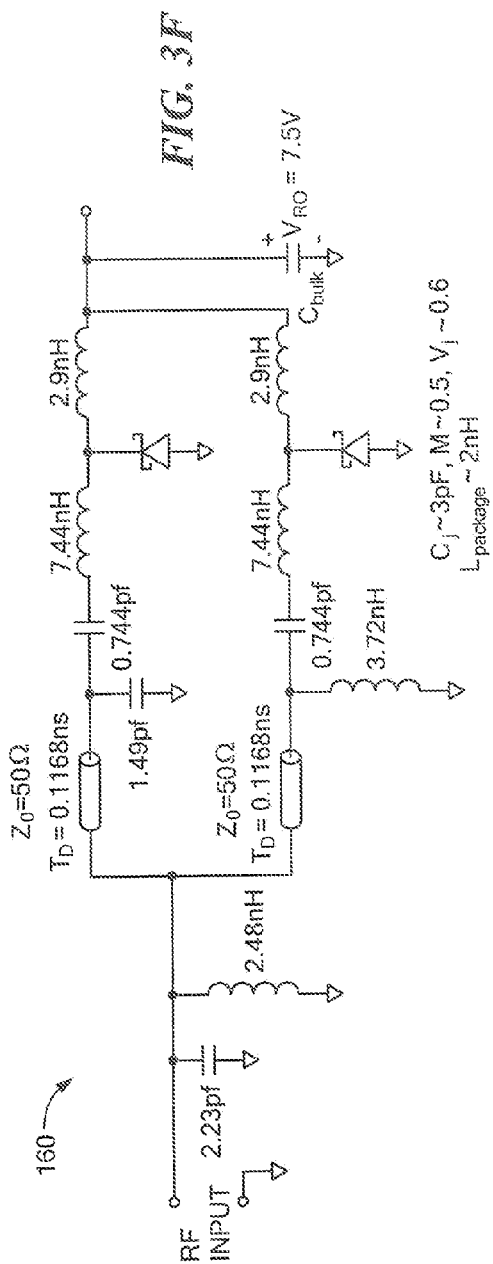 160
RF
INPUT
2.23pf
2.48nH
Z0=50Ω
TD = 0.1168ns
1.49pf
0.744pf
7.44nH
2.9nH
Z0=50Ω
TD = 0.1168ns
3.72nH
0.744pf
7.44nH
2.9nH
Cbulk
+
-
VRO = 7.5V
Cj~3pF, M~0.5, Vj~0.6
Lpackage~2nH
FIG. 3F